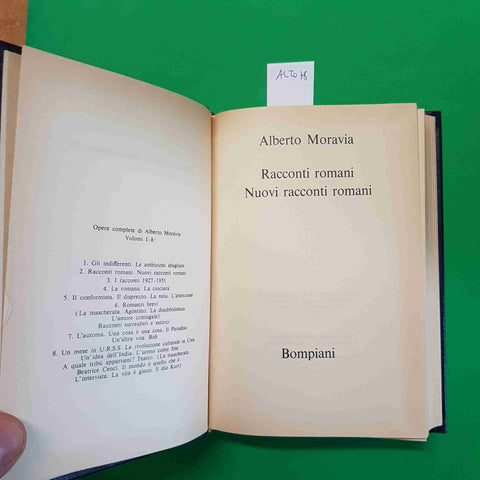 Opere complete di Alberto Moravia
Volumi I-8:
1. Gli indifferenti. Le ambizioni sbagliate
2. Racconti romani. Nuovi racconti romani
3. I racconti 1927-1951
4. La romana. La ciociara
5. Il conformista. Il disprezzo. La noia. L'attenzione
6. Romanzi brevi
(La mascherata. Agostino. La disubbidienza
L'amore coniugale)
Racconti surrealisti e satirici
7. L'automa. Una cosa è una cosa. Il Paradiso.
Un'altra vita. Boh
8. Un mese in U.R.S.S. La rivoluzione culturale in Cina
Un'idea dell'India. L'uomo come fine
A quale tribù appartieni? Teatro. (La mascherata.
Beatrice Cenci. Il mondo è quello che è.
L'intervista. La vita è gioco. Il dio Kurt)
ALTO 78
Alberto Moravia
Racconti romani
Nuovi racconti romani
Bompiani